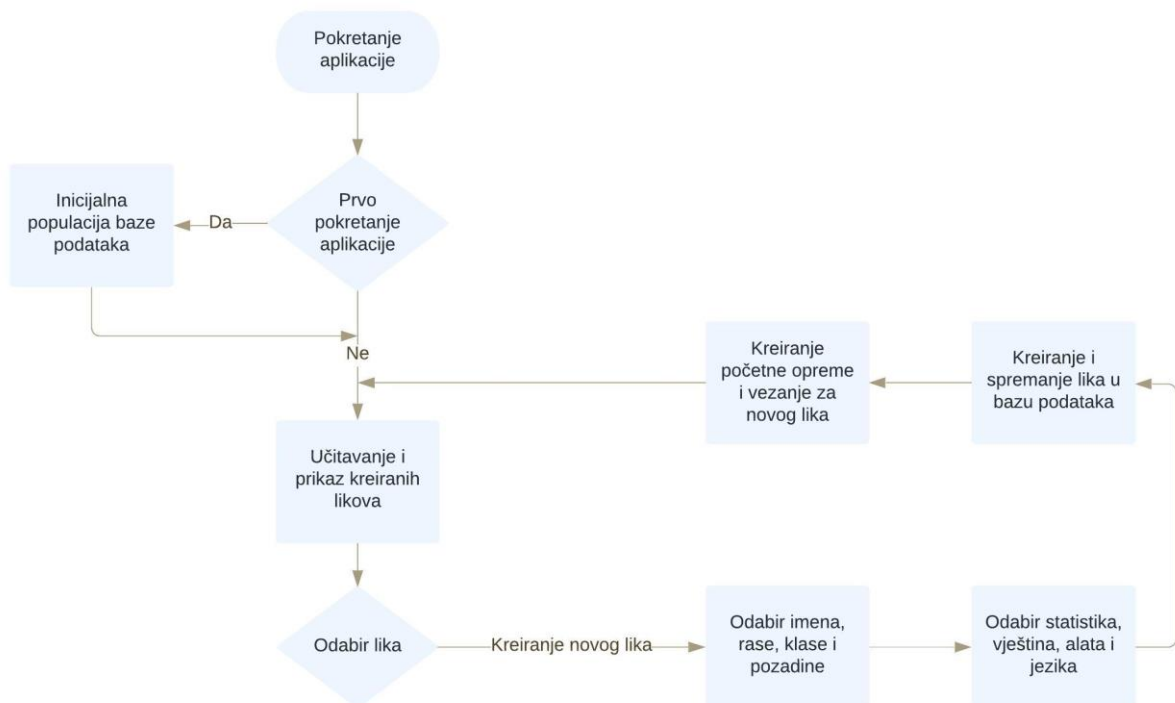 Pokretanje
aplikacije
Prvo
pokretanje
aplikacije
Da
Inicijalna
populacija baze
podataka
Ne
Kreiranje
početne opreme
i vezanje za
novog lika
Kreiranje i
spremanje lika u
bazu podataka
Učitavanje i
prikaz kreiranih
likova
Odabir lika
Kreiranje novog lika
Odabir imena,
rase, klase i
pozadine
Odabir statistika,
vještina, alata i
jezika